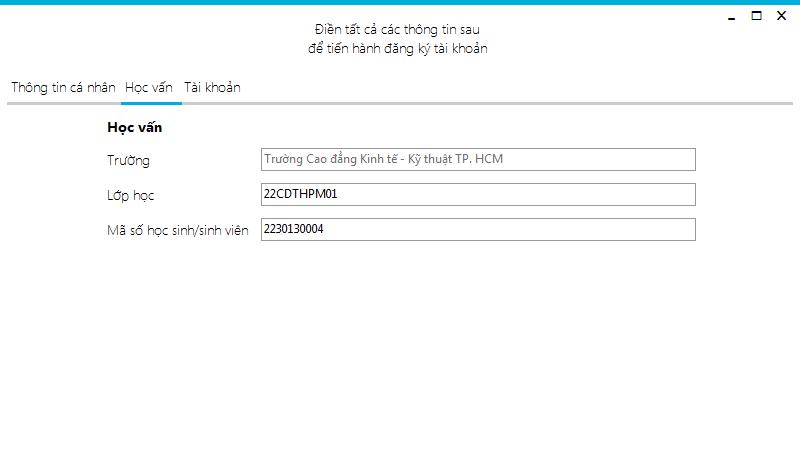 Điền tất cả các thông tin sau
để tiến hành đăng ký tài khoản
Thông tin cá nhân Học vấn Tài khoản
Học vấn
Trường Trường Cao đẳng Kinh tế - Kỹ thuật TP. HCM
Lớp học 22CDTHPM01
Mã số học sinh/sinh viên 2230130004